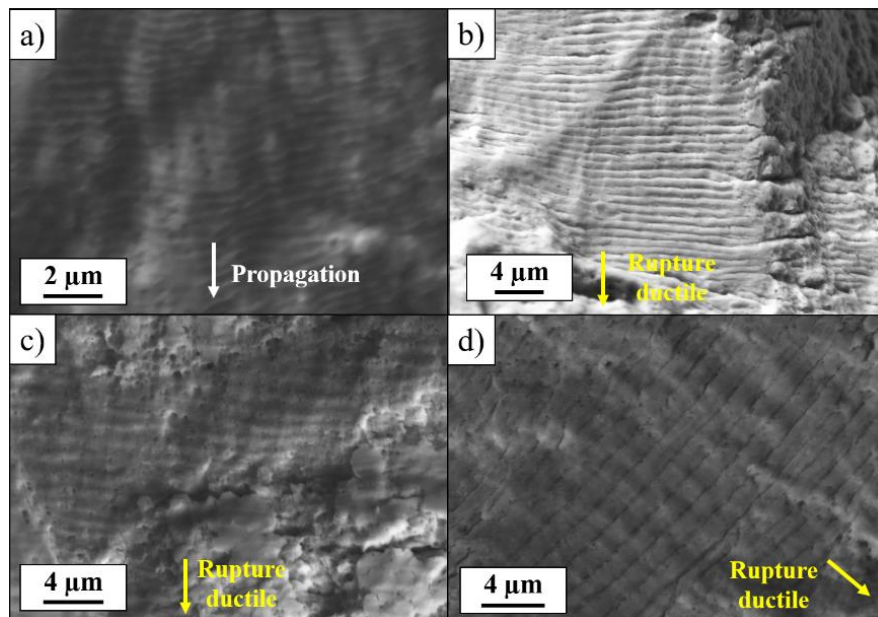 a)
2 µm
Propagation
b)
4 µm
Rupture
ductile
c)
4 µm
Rupture
ductile
d)
4 µm
Rupture
ductile